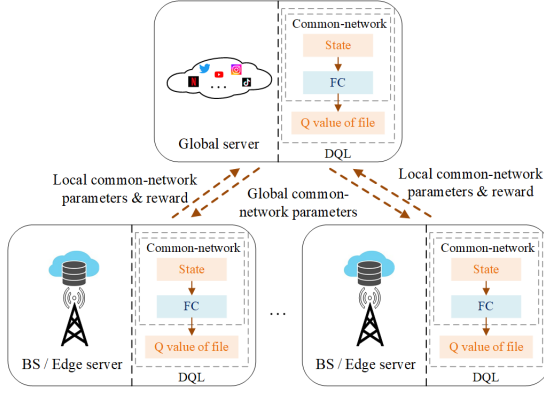 Common-network
State
FC
Q value of file
DQL
...
Global server
Local common-network
parameters & reward
Global common-
network parameters
Local common-network
parameters & reward
Common-network
State
FC
Q value of file
DQL
BS / Edge server
...
Common-network
State
FC
Q value of file
DQL
BS / Edge server